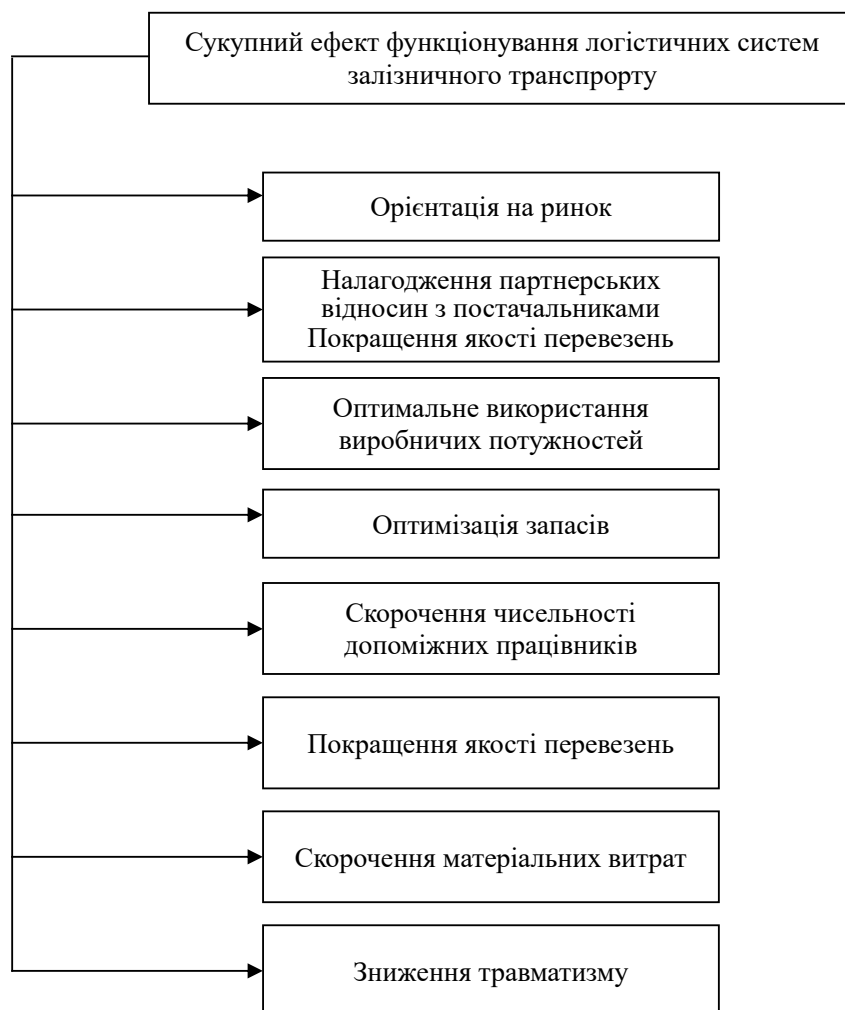 Сукупний ефект функціонування логістичних систем
залізничного транспрорту
Орієнтація на ринок
Налагодження партнерських
відносин з постачальниками
Покращення якості перевезень
Оптимальне використання
виробничих потужностей
Оптимізація запасів
Скорочення чисельності
допоміжних працівників
Покращення якості перевезень
Скорочення матеріальних витрат
Зниження травматизму